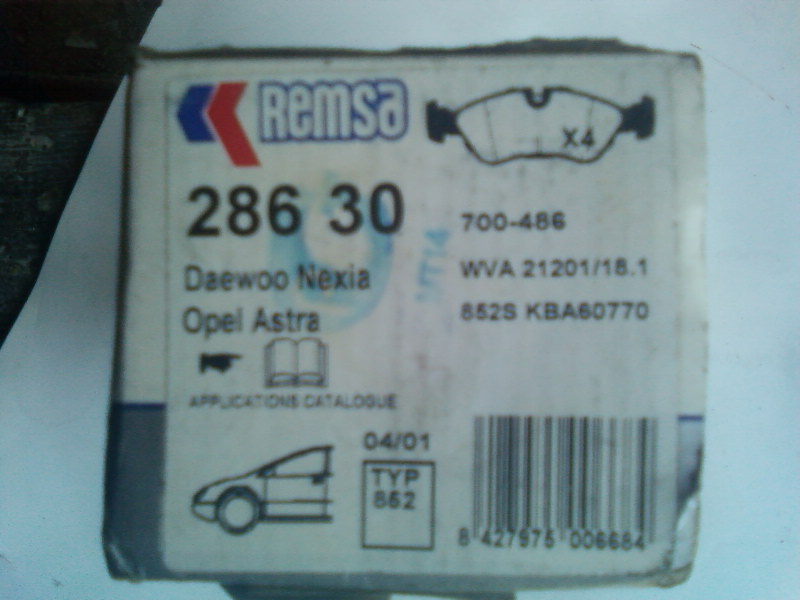 Remsa
X4
286 30
700-486
Daewoo Nexia
WVA 21201/18.1
Opel Astra
852S KBA60770
MT14
APPLICATIONS CATALOGUE
04/01
TYP
852
8 427975 006684